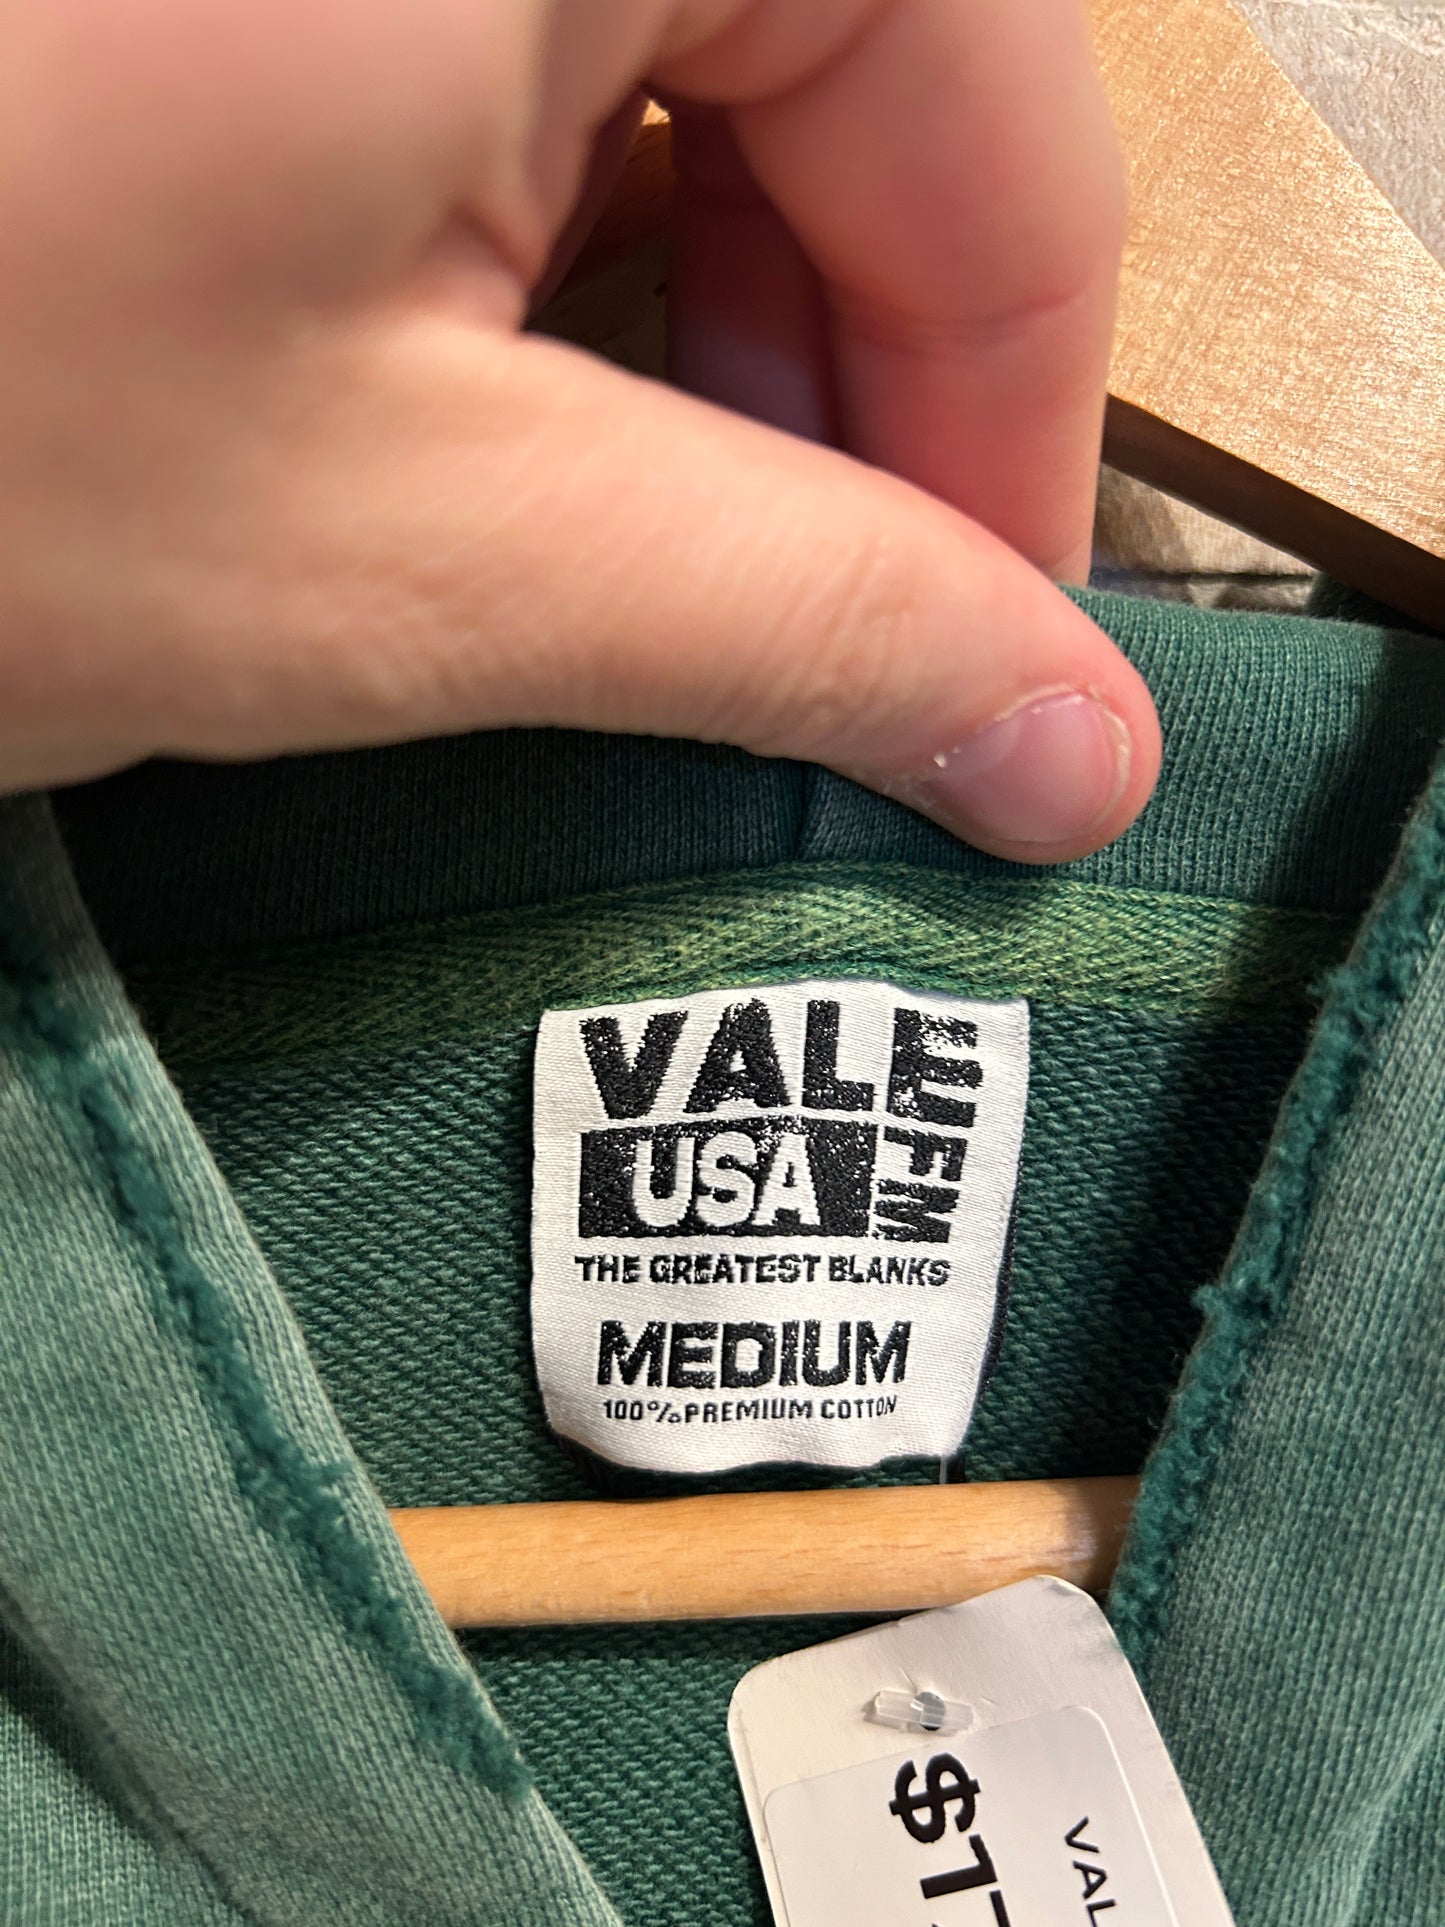 VALE
FM
USA
THE GREATEST BLANKS
MEDIUM
100% PREMIUM COTTON